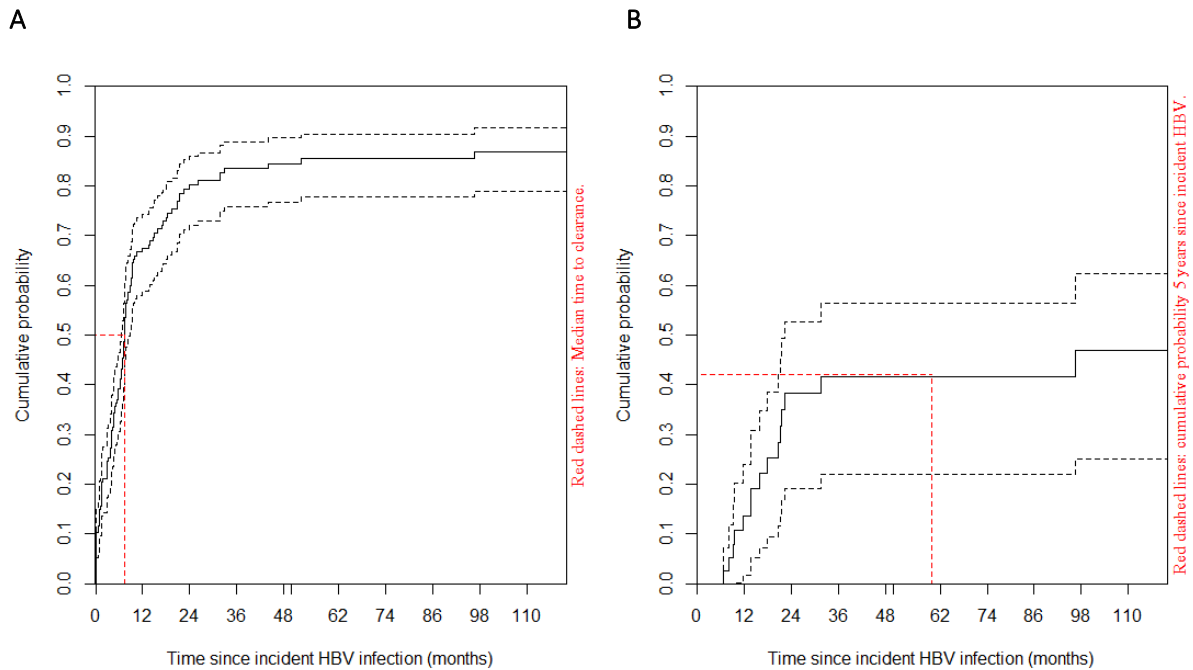 A
B
Cumulative probability
0.0 0.1 0.2 0.3 0.4 0.5 0.6 0.7 0.8 0.9 1.0
0 12 24 36 48 62 74 86 98 110
Time since incident HBV infection (months)
Red dashed lines: Median time to clearance.
Cumulative probability
0.0 0.1 0.2 0.3 0.4 0.5 0.6 0.7 0.8 0.9 1.0
0 12 24 36 48 62 74 86 98 110
Time since incident HBV infection (months)
Red dashed lines: cumulative probability 5 years since incident HBV.